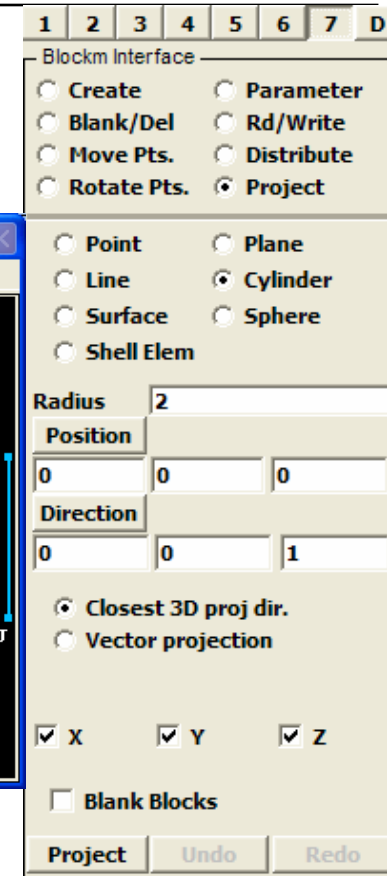 1 2 3 4 5 6 7 D
Blockm Interface
Create Parameter
Blank/Del Rd/Write
Move Pts. Distribute
Rotate Pts. Project
Point Plane
Line Cylinder
Surface Sphere
Shell Elem
Radius 2
Position
0 0 0
Direction
0 0 1
Closest 3D proj dir.
Vector projection
X Y Z
Blank Blocks
Project Undo Redo